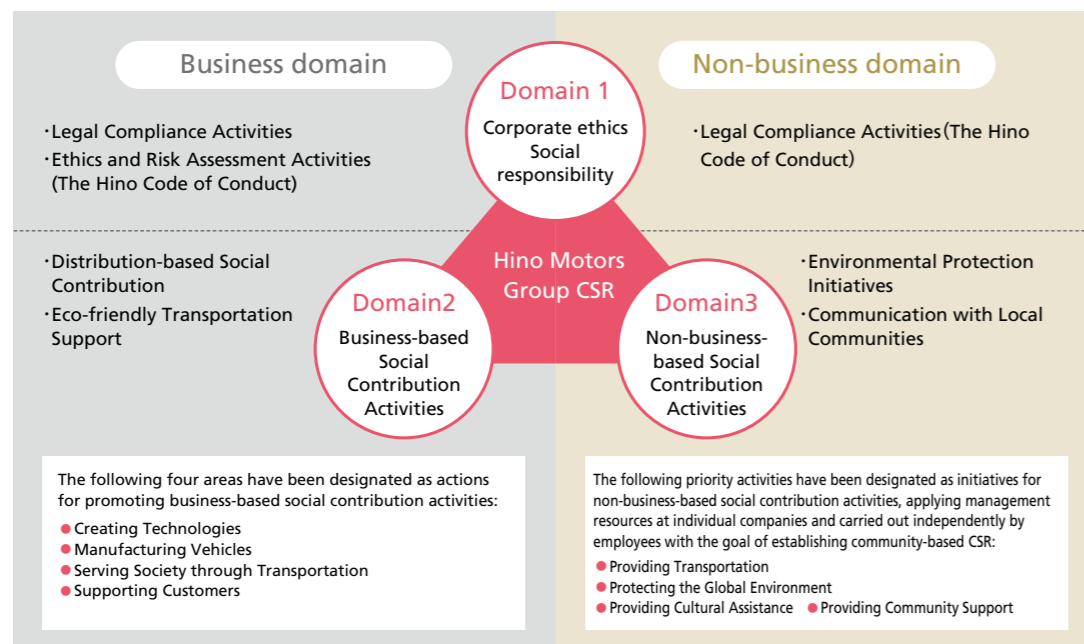 Business domain
Non-business domain
Domain 1
Corporate ethics
Social
responsibility
・Legal Compliance Activities
・Ethics and Risk Assessment Activities
(The Hino Code of Conduct)
・Legal Compliance Activities(The Hino
Code of Conduct)
Hino Motors
Group CSR
・Distribution-based Social
Contribution
・Eco-friendly Transportation
Support
Domain2
Business-based
Social
Contribution
Activities
Domain3
Non-business-
based Social
Contribution
Activities
・Environmental Protection
Initiatives
・Communication with Local
Communities
The following four areas have been designated as actions
for promoting business-based social contribution activities:
●Creating Technologies
●Manufacturing Vehicles
●Serving Society through Transportation
●Supporting Customers
The following priority activities have been designated as initiatives for
non-business-based social contribution activities, applying management
resources at individual companies and carried out independently by
employees with the goal of establishing community-based CSR:
●Providing Transportation
●Protecting the Global Environment
●Providing Cultural Assistance ●Providing Community Support